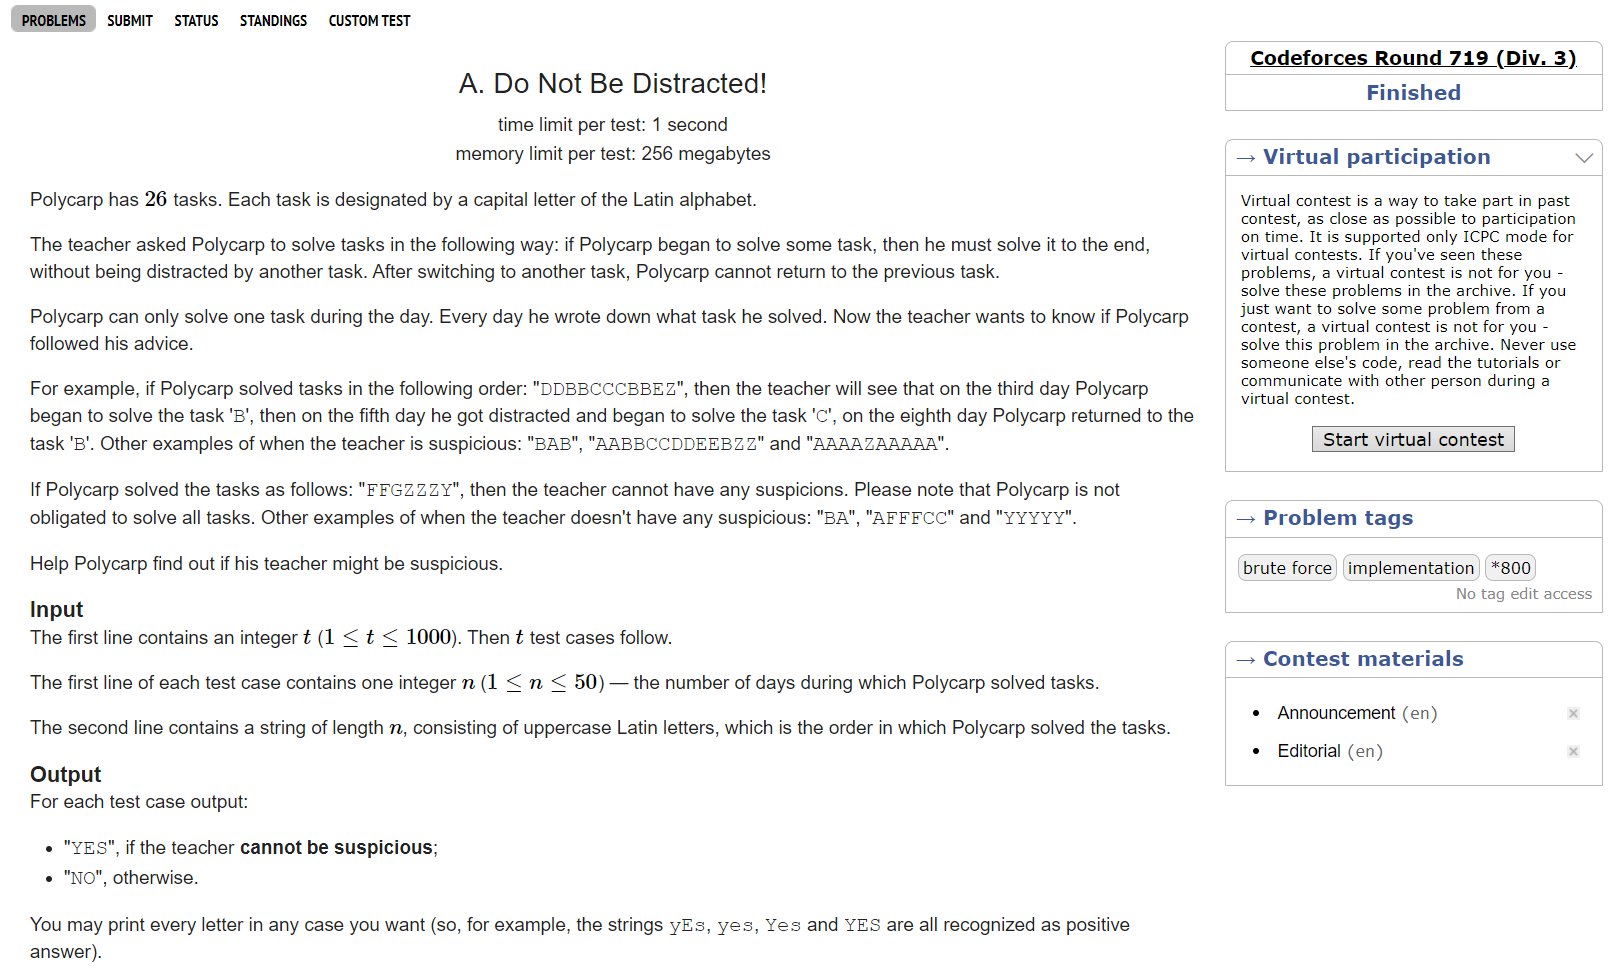 PROBLEMS SUBMIT STATUS STANDINGS CUSTOM TEST
A. Do Not Be Distracted!
time limit per test: 1 second
memory limit per test: 256 megabytes
Polycarp has 26 tasks. Each task is designated by a capital letter of the Latin alphabet.
The teacher asked Polycarp to solve tasks in the following way: if Polycarp began to solve some task, then he must solve it to the end,
without being distracted by another task. After switching to another task, Polycarp cannot return to the previous task.
Polycarp can only solve one task during the day. Every day he wrote down what task he solved. Now the teacher wants to know if Polycarp
followed his advice.
For example, if Polycarp solved tasks in the following order: "DDBBCCCBBEZ", then the teacher will see that on the third day Polycarp
began to solve the task 'B', then on the fifth day he got distracted and began to solve the task 'C', on the eighth day Polycarp returned to the
task 'B'. Other examples of when the teacher is suspicious: "BAB", "AABBCCDDEEBZZ" and "AAAAZAAAAA".
If Polycarp solved the tasks as follows: "FFGZZZY", then the teacher cannot have any suspicions. Please note that Polycarp is not
obligated to solve all tasks. Other examples of when the teacher doesn't have any suspicious: "BA", "AFFFCC" and "YYYYY".
Help Polycarp find out if his teacher might be suspicious.
Input
The first line contains an integer t (1 ≤ t ≤ 1000). Then t test cases follow.
The first line of each test case contains one integer n (1 ≤ n ≤ 50) — the number of days during which Polycarp solved tasks.
The second line contains a string of length n, consisting of uppercase Latin letters, which is the order in which Polycarp solved the tasks.
Output
For each test case output:
• "YES", if the teacher cannot be suspicious;
• "NO", otherwise.
You may print every letter in any case you want (so, for example, the strings yEs, yes, Yes and YES are all recognized as positive
answer).
Codeforces Round 719 (Div. 3)
Finished
→ Virtual participation
Virtual contest is a way to take part in past
contest, as close as possible to participation
on time. It is supported only ICPC mode for
virtual contests. If you've seen these
problems, a virtual contest is not for you -
solve these problems in the archive. If you
just want to solve some problem from a
contest, a virtual contest is not for you -
solve this problem in the archive. Never use
someone else's code, read the tutorials or
communicate with other person during a
virtual contest.
Start virtual contest
→ Problem tags
brute force implementation *800
No tag edit access
→ Contest materials
• Announcement (en)
• Editorial (en)